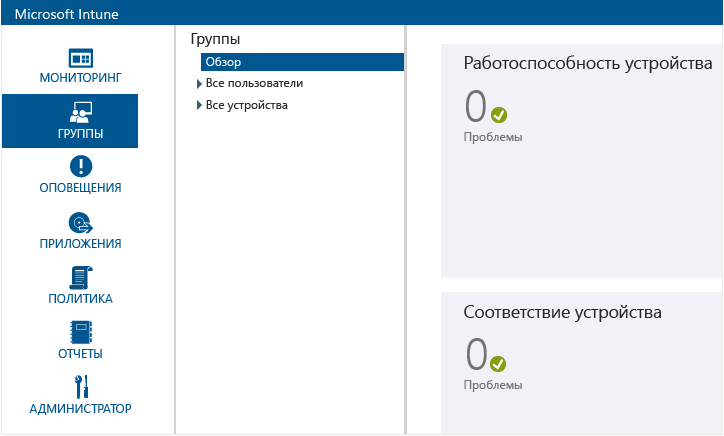 Microsoft Intune
МОНИТОРИНГ
ГРУППЫ
ОПОВЕЩЕНИЯ
ПРИЛОЖЕНИЯ
ПОЛИТИКА
ОТЧЕТЫ
АДМИНИСТРАТОР
Группы
Обзор
Все пользователи
Все устройства
Работоспособность устройства
0
Проблемы
Соответствие устройства
0
Проблемы